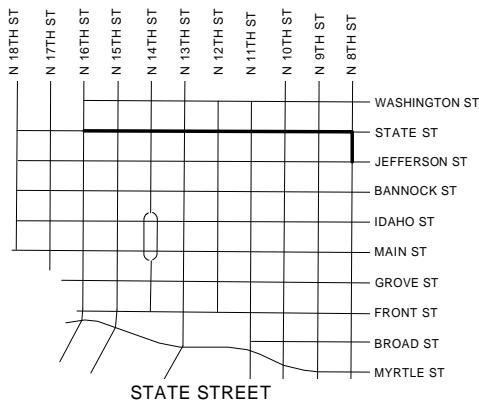 N 18TH ST
N 17TH ST
N 16TH ST
N 15TH ST
N 14TH ST
N 13TH ST
N 12TH ST
N 11TH ST
N 10TH ST
N 9TH ST
N 8TH ST
WASHINGTON ST
STATE ST
JEFFERSON ST
BANNOCK ST
IDAHO ST
MAIN ST
GROVE ST
FRONT ST
BROAD ST
MYRTLE ST
STATE STREET